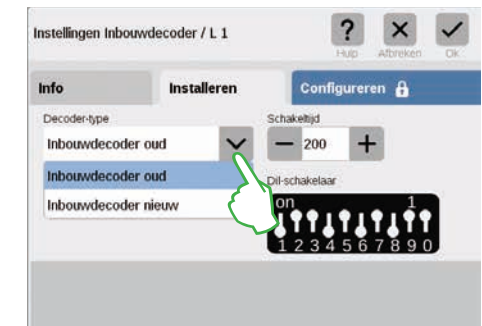 Instellingen Inbouwdecoder / L 1
?
Hulp
Afbreken
Ok
Info
Installeren
Configureren
Decoder-type
Schakeltijd
Inbouwdecoder oud
200
Inbouwdecoder oud
Inbouwdecoder nieuw
Dil-schakelaar
on 1
1 2 3 4 5 6 7 8 9 0